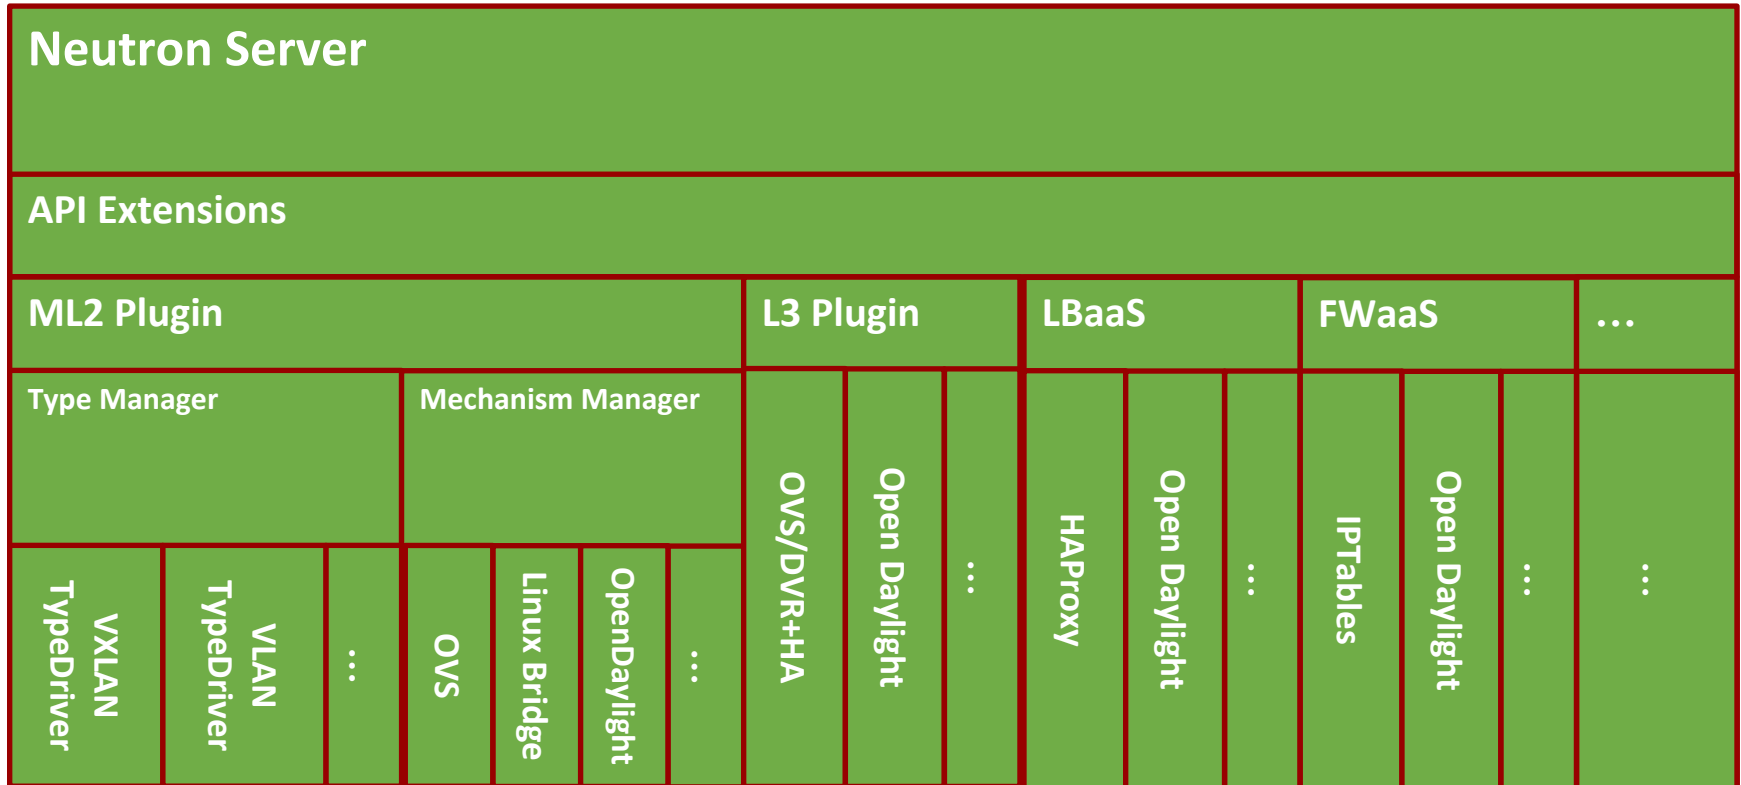 Neutron Server
API Extensions
ML2 Plugin
L3 Plugin
LBaaS
FWaaS
...
Type Manager
Mechanism Manager
VXLAN
TypeDriver
VLAN
TypeDriver
...
OVS
Linux Bridge
OpenDaylight
...
OVS/DVR+HA
Open Daylight
...
HAProxy
Open Daylight
...
IPTables
Open Daylight
...
...